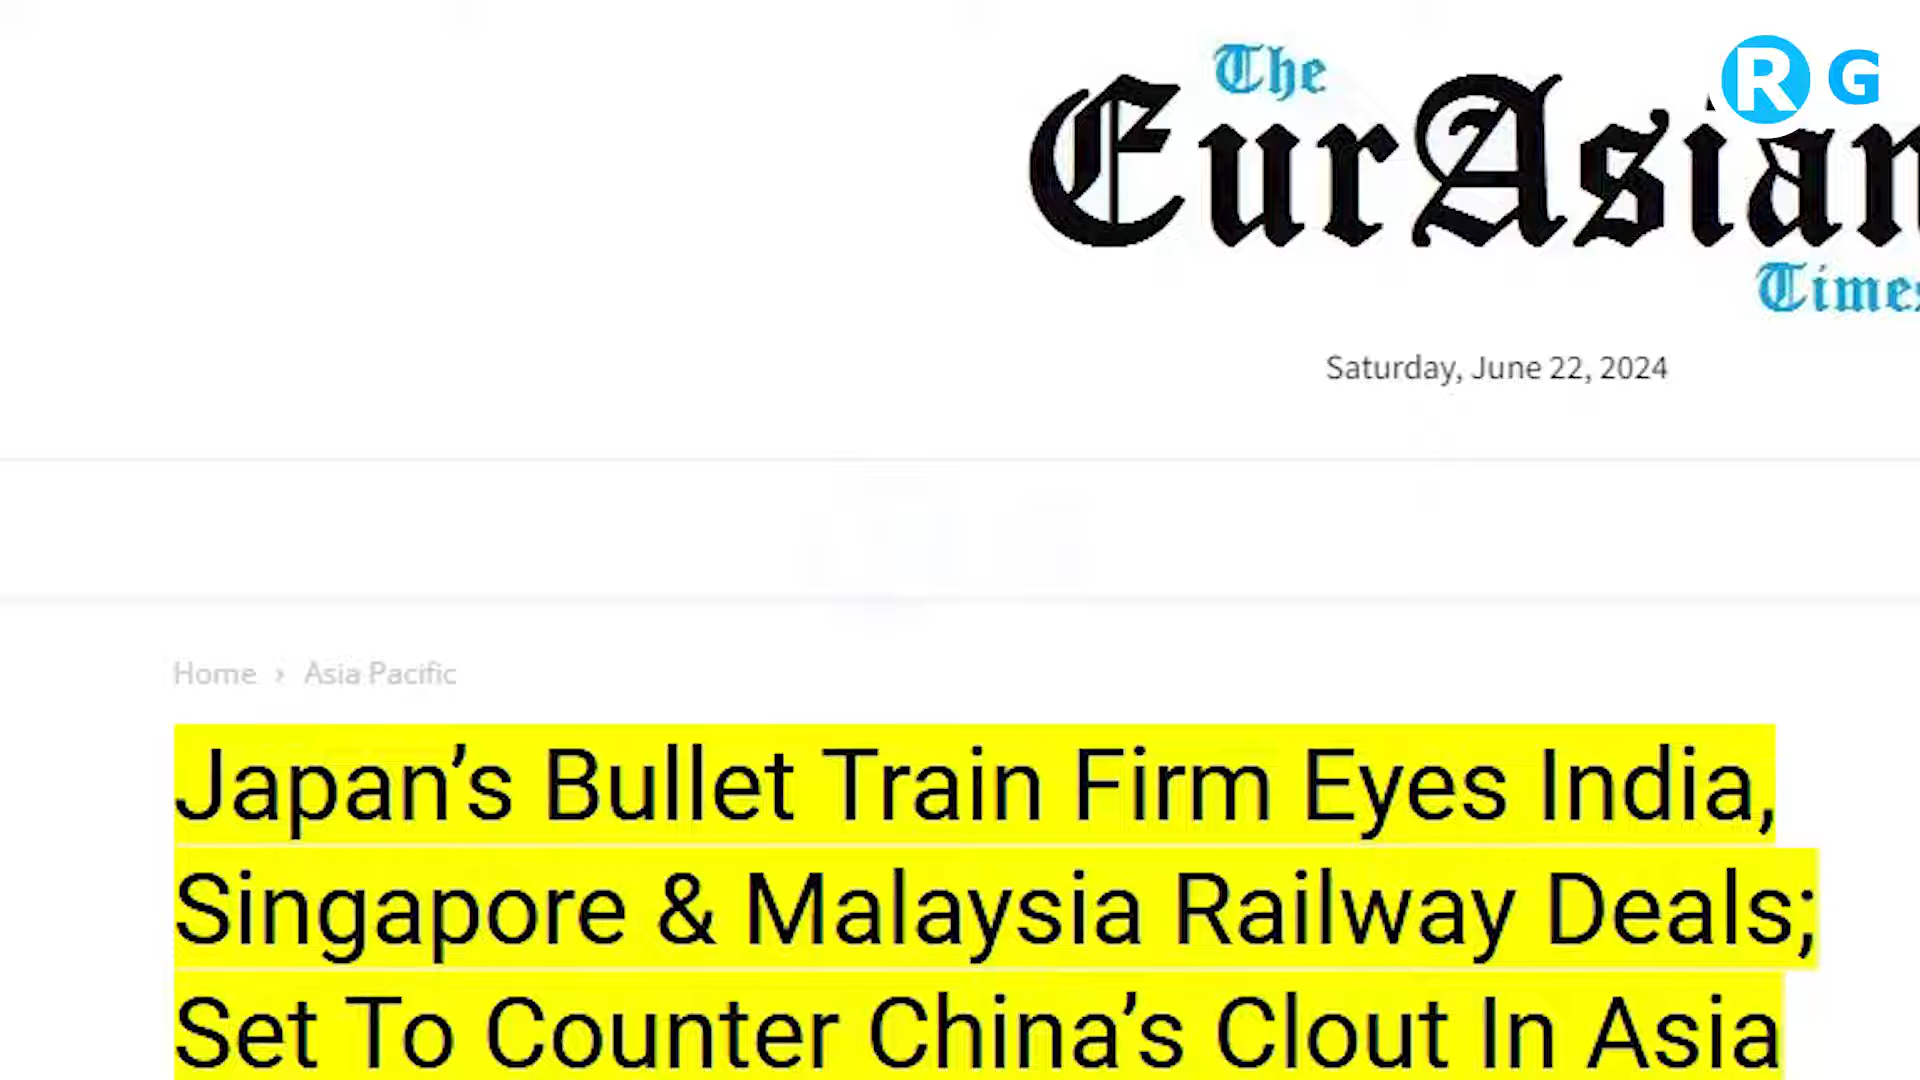 The
R G
EurAsian
Times
Saturday, June 22, 2024
Home › Asia Pacific
Japan’s Bullet Train Firm Eyes India,
Singapore & Malaysia Railway Deals;
Set To Counter China’s Clout In Asia